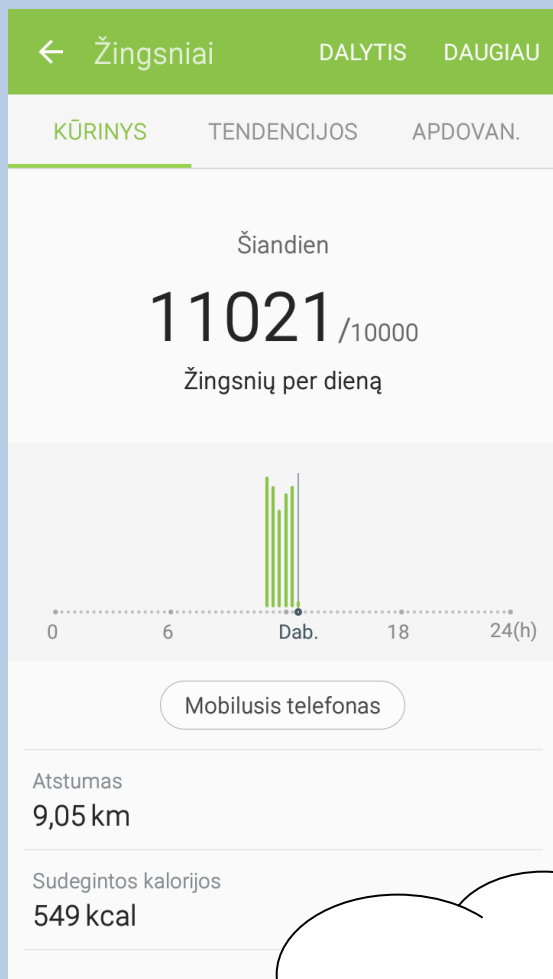 Žingsniai DALYTIS DAUGIAU
KŪRINYS TENDENCIJOS APDOVAN.
Šiandien
11021/10000
Žingsnių per dieną
0 6 Dab. 18 24(h)
Mobilusis telefonas
Atstumas
9,05 km
Sudegintos kalorijos
549 kcal